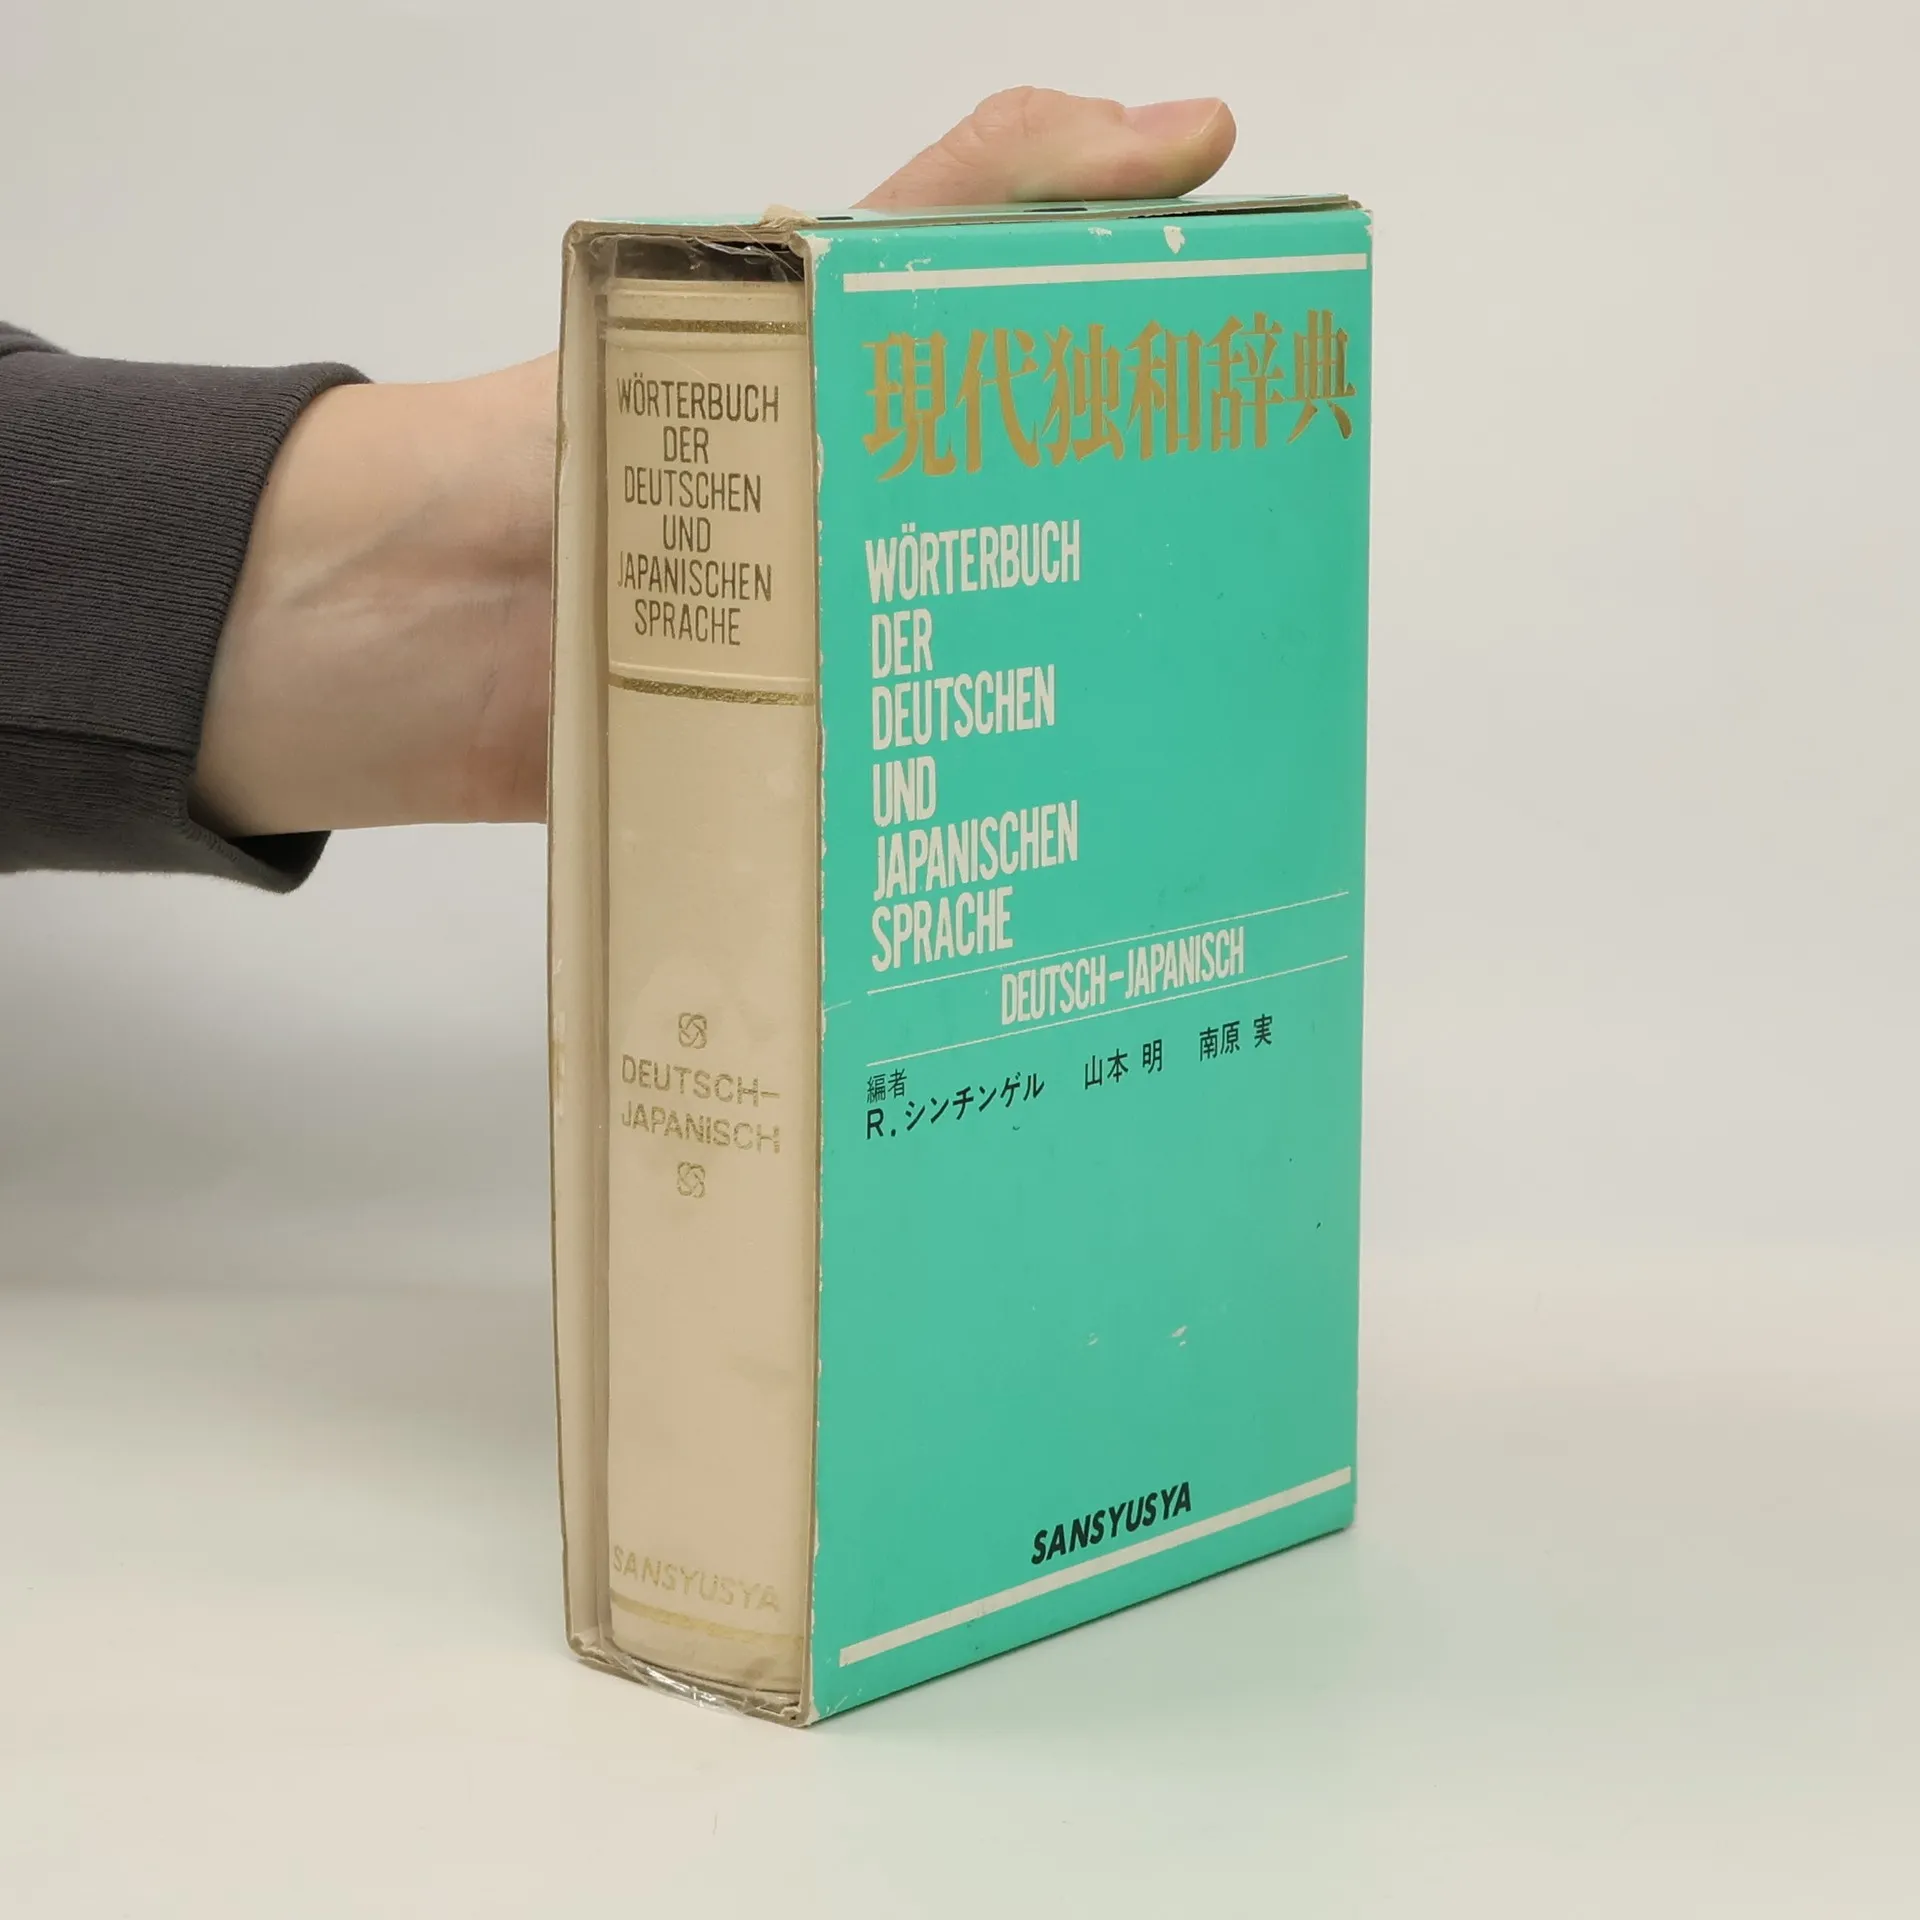 WÖRTERBUCH
DER
DEUTSCHEN
UND
JAPANISCHEN
SPRACHE
DEUTSCH–
JAPANISCH
SANSYUSYA
現代独和辞典
WÖRTERBUCH
DER
DEUTSCHEN
UND
JAPANISCHEN
SPRACHE
DEUTSCH–JAPANISCH
編者
R.シンチンゲル 山本 明 南原 実
SANSYUSYA